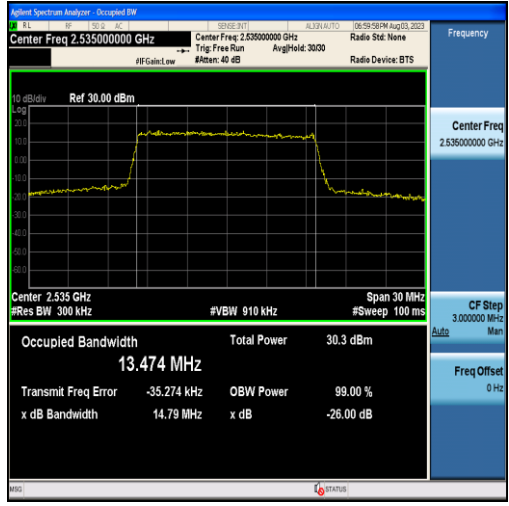 Agilent Spectrum Analyzer - Occupied BW
RL RF 50 Ω AC SENSE:INT ALIGN AUTO 06:59:58 PM Aug 03, 2023
Center Freq 2.535000000 GHz
Center Freq: 2.535000000 GHz
Radio Std: None
Trig: Free Run Avg|Hold: 30/30
#IFGain:Low #Atten: 40 dB Radio Device: BTS
Frequency
10 dB/div Ref 30.00 dBm
Log
20.0
10.0
0.00
-10.0
-20.0
-30.0
-40.0
-50.0
-60.0
Center Freq
2.535000000 GHz
Center 2.535 GHz Span 30 MHz
#Res BW 300 kHz #VBW 910 kHz #Sweep 100 ms
CF Step
3.000000 MHz
Auto Man
Occupied Bandwidth Total Power 30.3 dBm
13.474 MHz
Freq Offset
0 Hz
Transmit Freq Error -35.274 kHz OBW Power 99.00 %
x dB Bandwidth 14.79 MHz x dB -26.00 dB
MSG STATUS